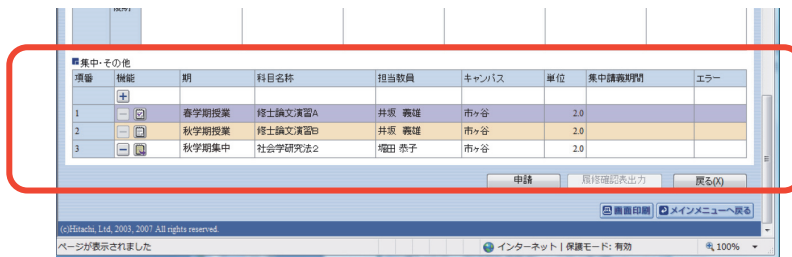 集中・その他
項番 機能 期 科目名称 担当教員 キャンパス 単位 集中講義期間 エラー
1 春学期授業 修士論文演習A 井坂 義雄 市ヶ谷 2.0
2 秋学期授業 修士論文演習B 井坂 義雄 市ヶ谷 2.0
3 秋学期集中 社会学研究法2 堀田 恭子 市ヶ谷 2.0
申請 履修確認表出力 戻る(X)
画面印刷 メインメニューへ戻る
(c)Hitachi, Ltd, 2003, 2007 All rights reserved.
ページが表示されました インターネット | 保護モード: 有効 100%